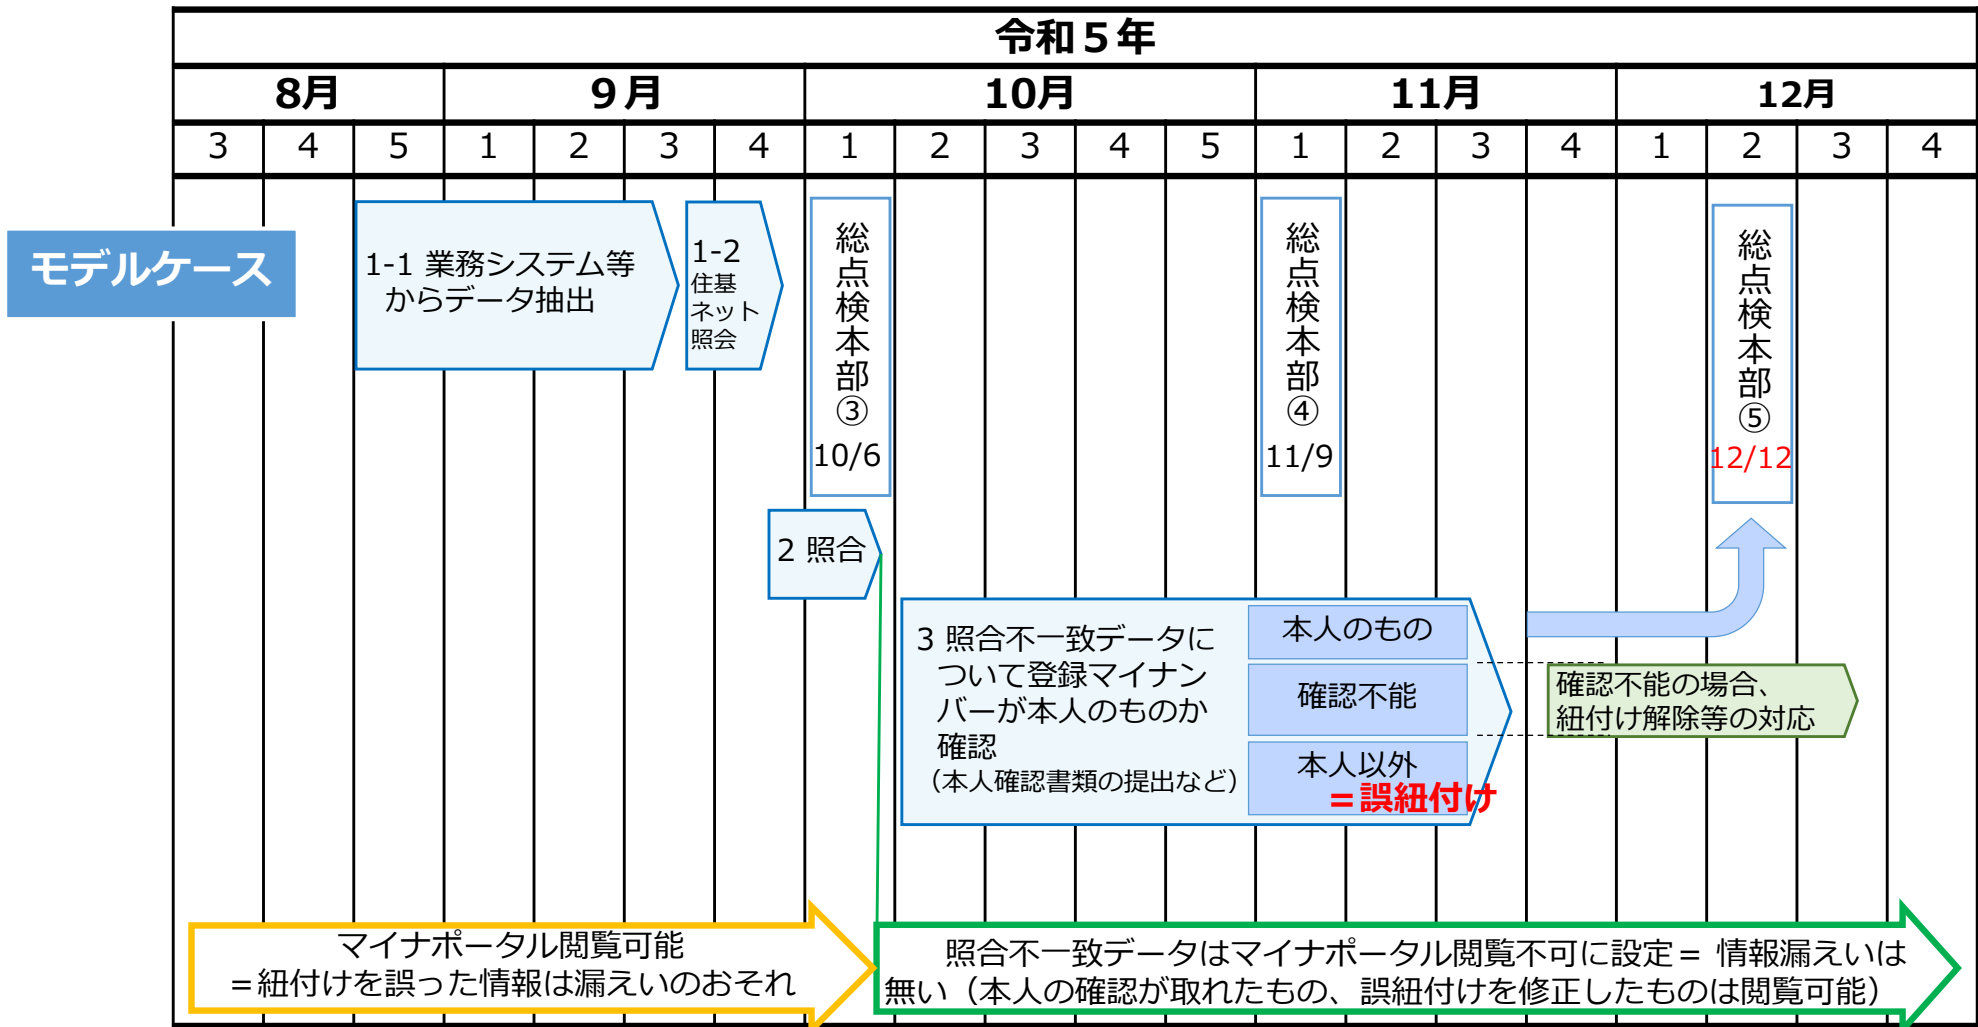 令和５年
8月 ９月 10月 11月 12月
3 4 5 1 2 3 4 1 2 3 4 5 1 2 3 4 1 2 3 4
モデルケース
1-1 業務システム等
からデータ抽出
1-2
住基
ネット
照会
総点検本部③
10/6
総点検本部④
11/9
総点検本部⑤
12/12
2 照合
3 照合不一致データに
ついて登録マイナン
バーが本人のものか
確認
（本人確認書類の提出など）
本人のもの
確認不能
本人以外
＝誤紐付け
確認不能の場合、
紐付け解除等の対応
マイナポータル閲覧可能
＝紐付けを誤った情報は漏えいのおそれ
照合不一致データはマイナポータル閲覧不可に設定＝ 情報漏えいは
無い（本人の確認が取れたもの、誤紐付けを修正したものは閲覧可能）